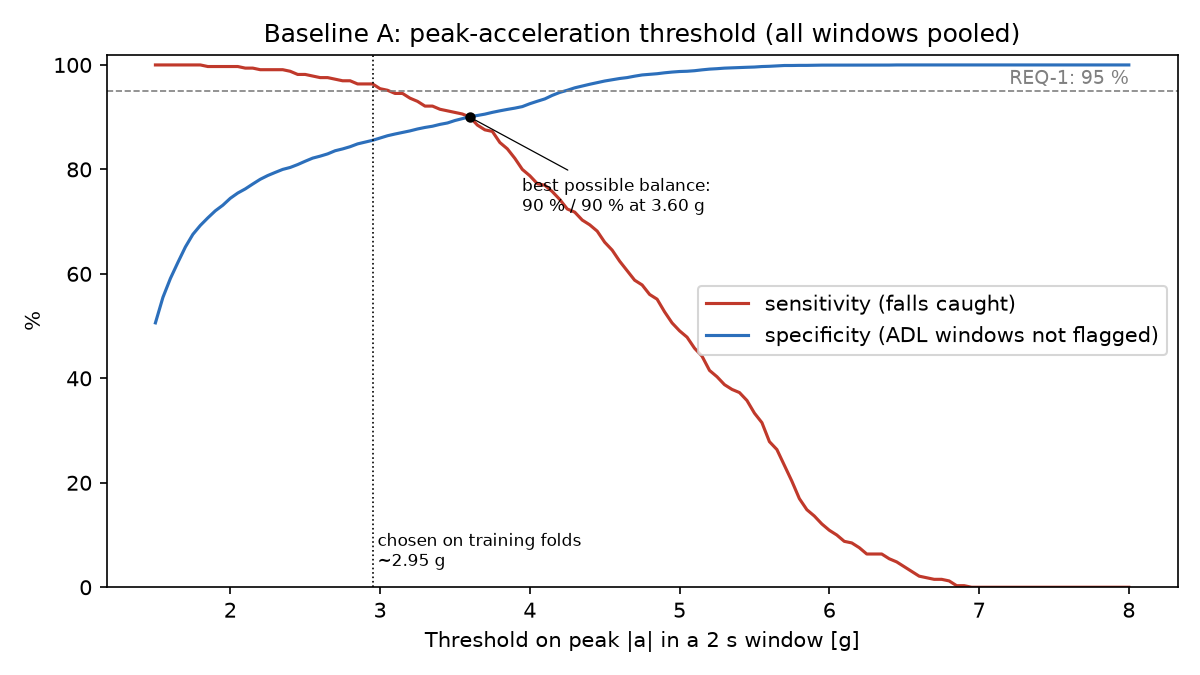 Baseline A: peak-acceleration threshold (all windows pooled)
100
80
60
40
20
0
%
REQ-1: 95 %
best possible balance:
90 % / 90 % at 3.60 g
sensitivity (falls caught)
specificity (ADL windows not flagged)
chosen on training folds
~2.95 g
2 3 4 5 6 7 8
Threshold on peak |a| in a 2 s window [g]